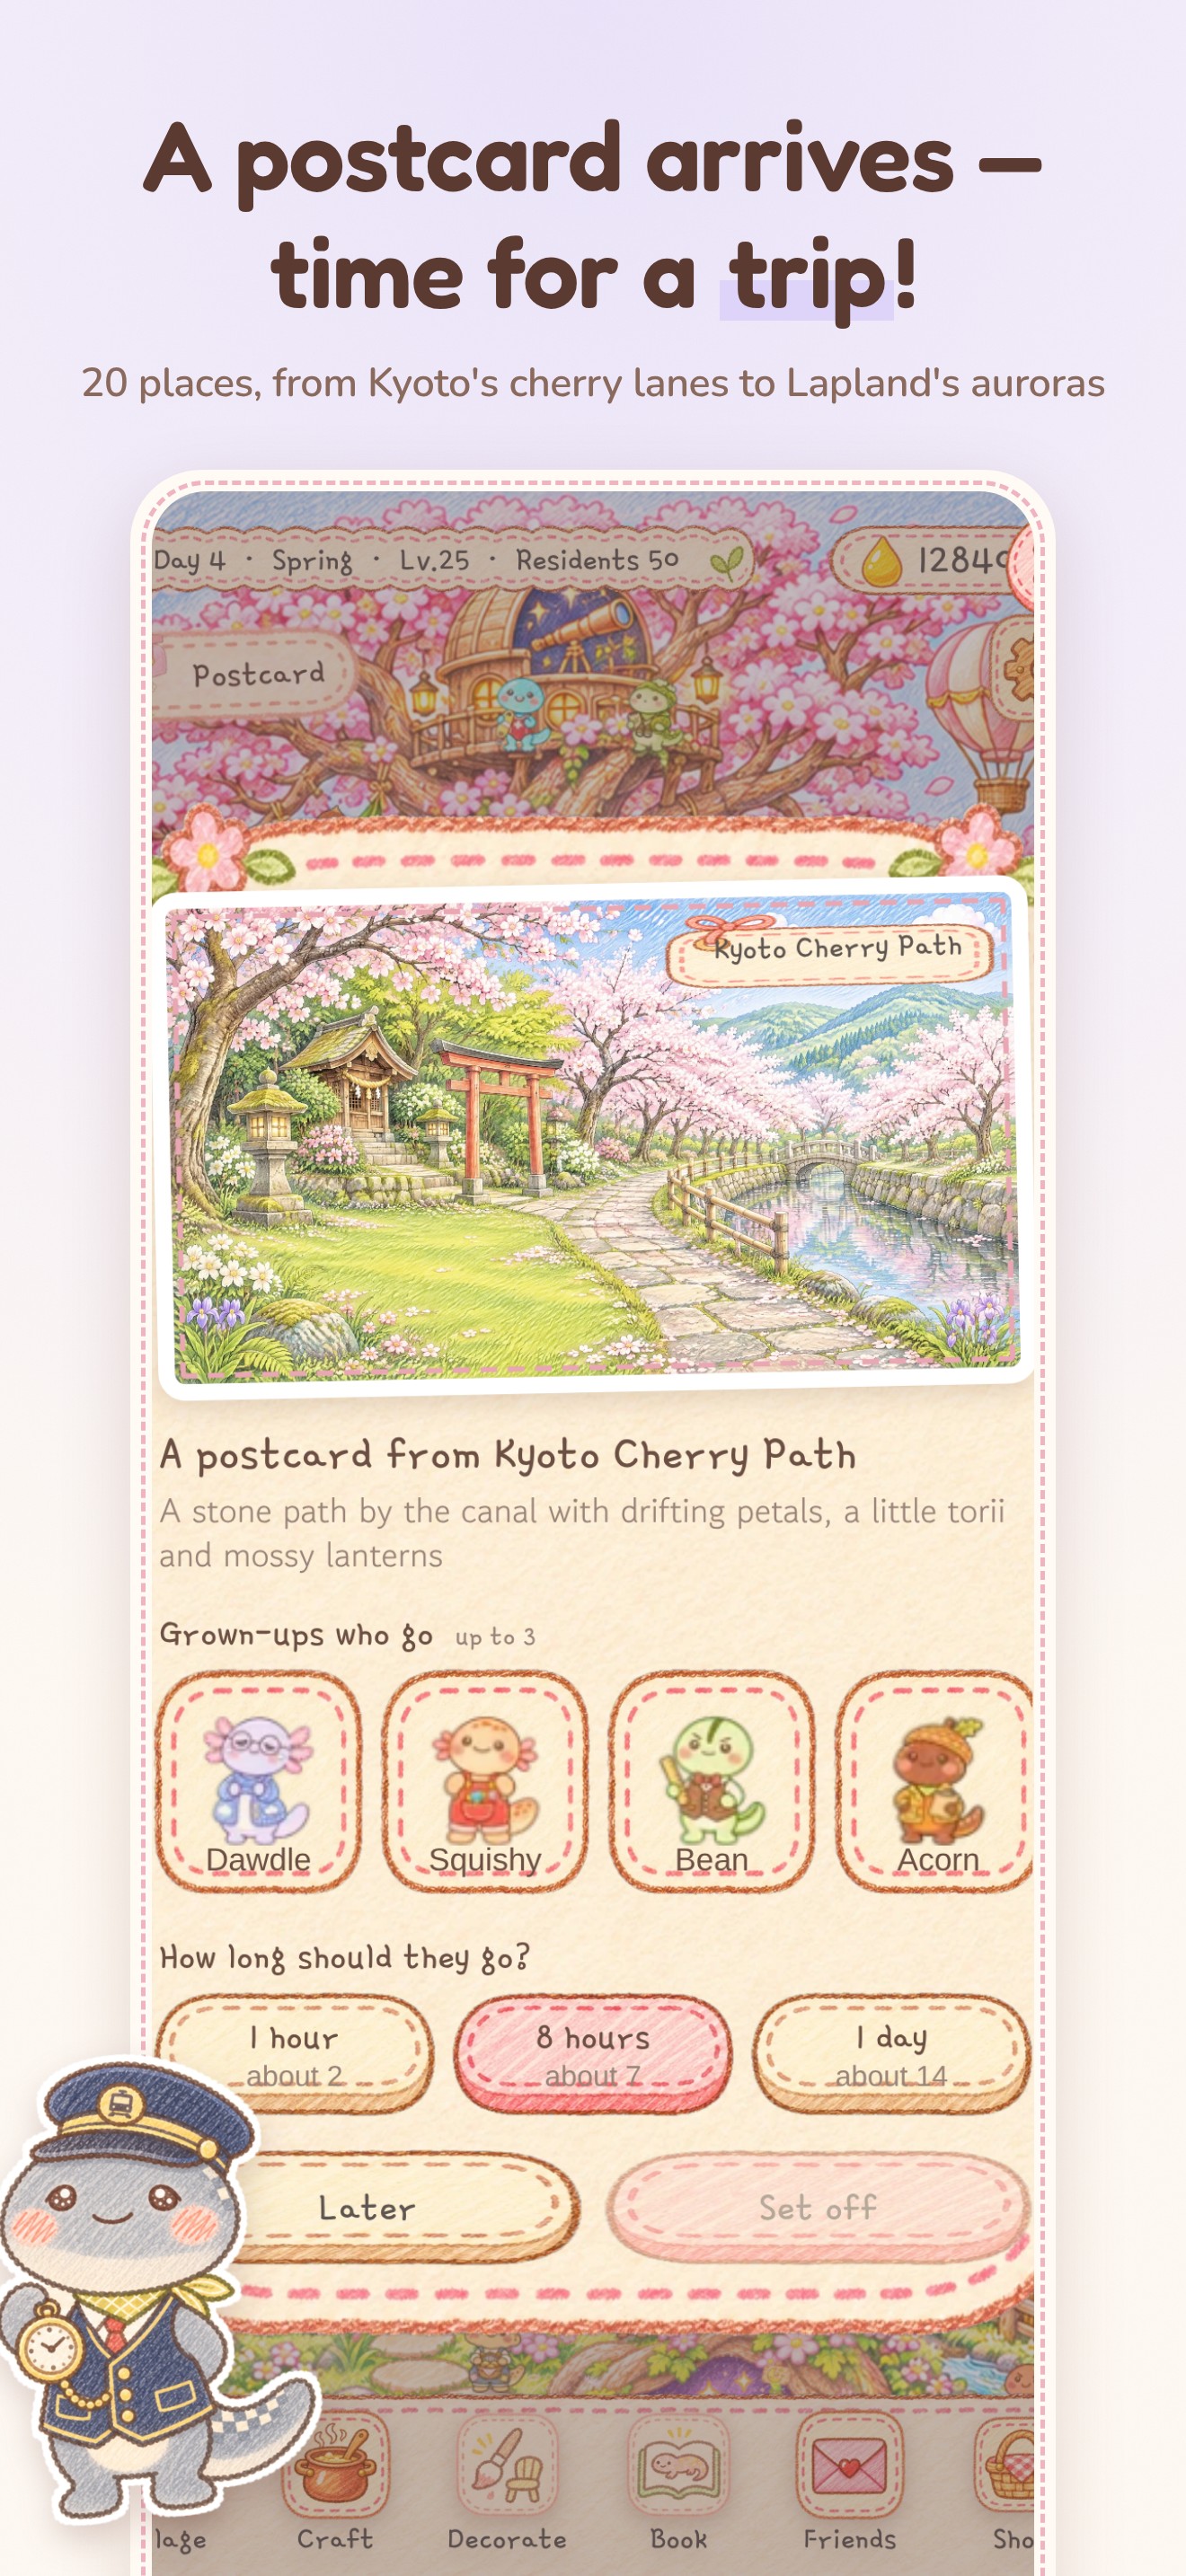 A postcard arrives –
time for a trip!
20 places, from Kyoto's cherry lanes to Lapland's auroras
Day 4 · Spring · Lv.25 · Residents 50
1284
Postcard
Kyoto Cherry Path
A postcard from Kyoto Cherry Path
A stone path by the canal with drifting petals, a little torii
and mossy lanterns
Grown-ups who go up to 3
Dawdle Squishy Bean Acorn
How long should they go?
1 hour 8 hours 1 day
about 2 about 7 about 14
Later Set off
lage Craft Decorate Book Friends Sho